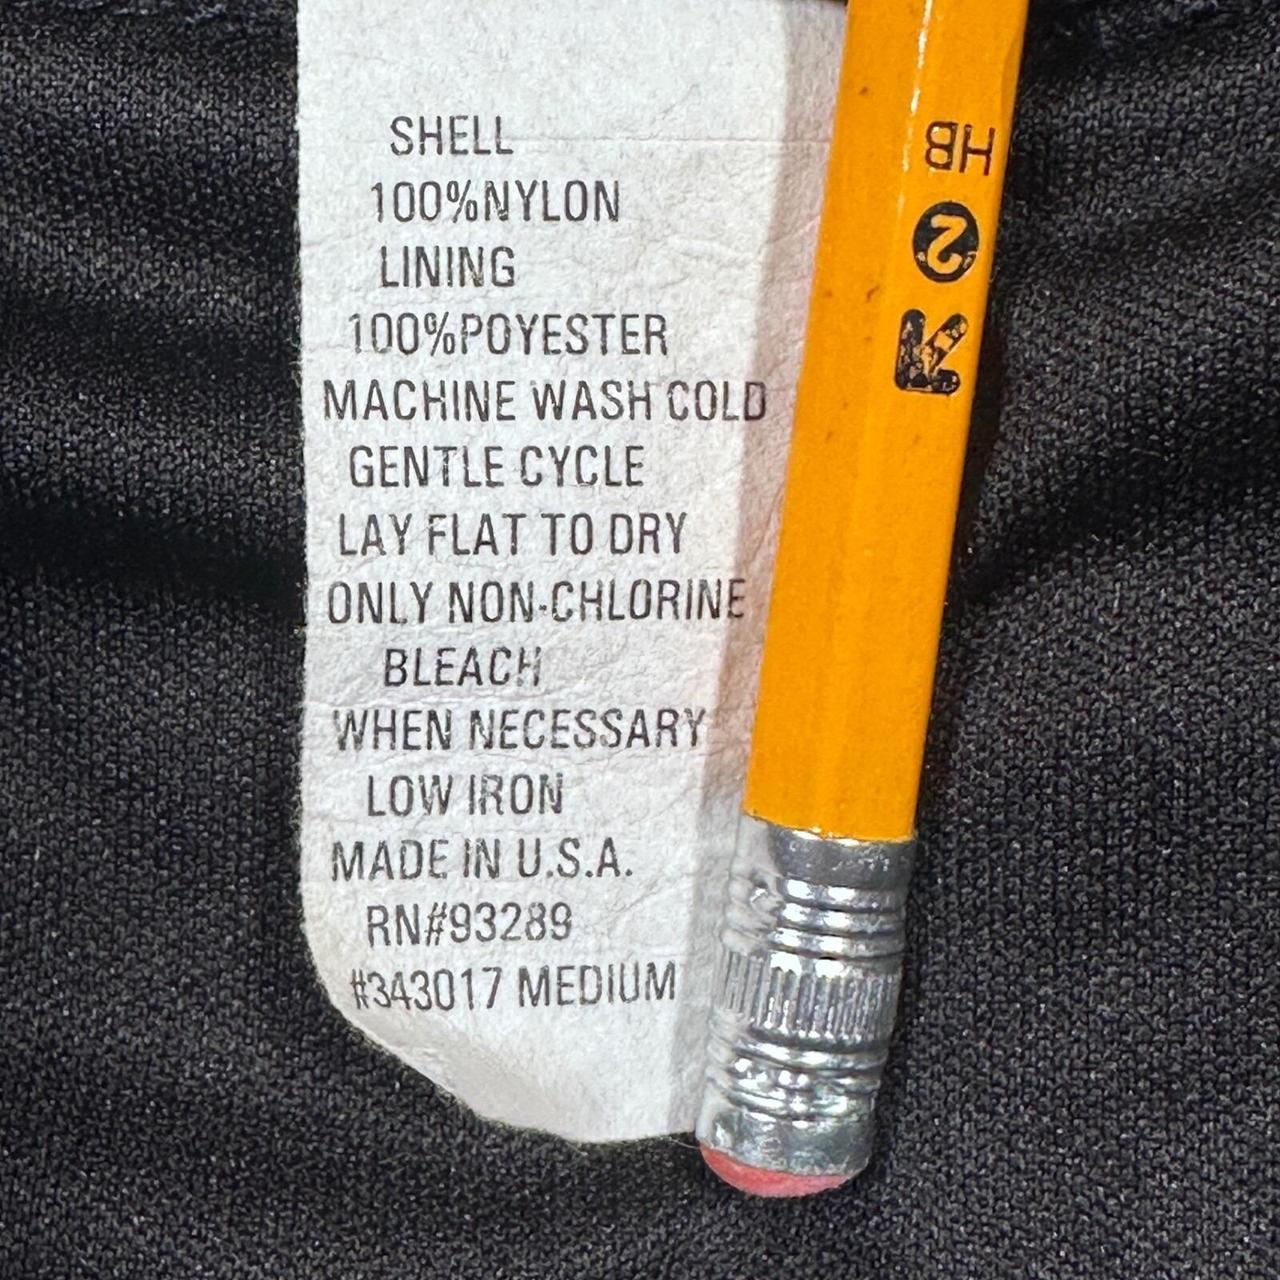 SHELL
100%NYLON
LINING
100%POYESTER
MACHINE WASH COLD
GENTLE CYCLE
LAY FLAT TO DRY
ONLY NON-CHLORINE
BLEACH
WHEN NECESSARY
LOW IRON
MADE IN U.S.A.
RN#93289
#343017 MEDIUM
HB
2